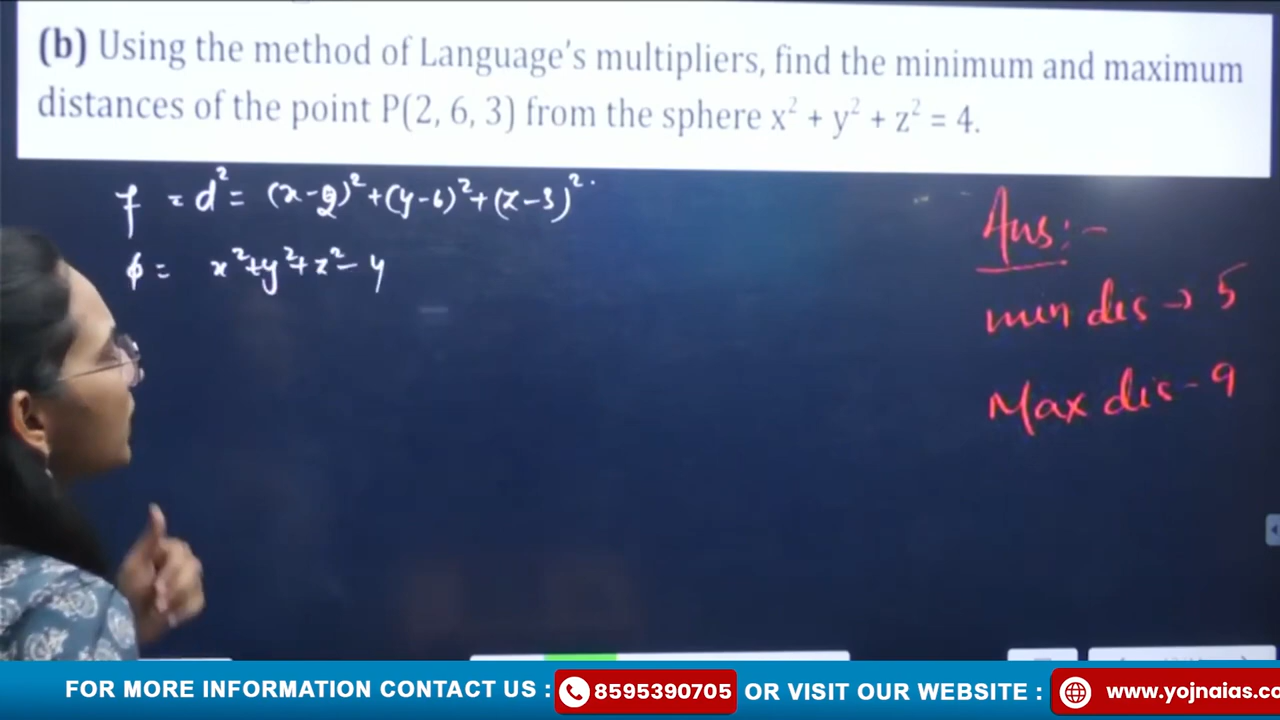 (b) Using the method of Language's multipliers, find the minimum and maximum
distances of the point P(2, 6, 3) from the sphere x² + y² + z² = 4.
f = d² = (x-2)² + (y-6)² + (z-3)².
φ = x² + y² + z² - 4
Ans :-
min dis → 5
Max dis - 9
FOR MORE INFORMATION CONTACT US : 8595390705 OR VISIT OUR WEBSITE : www.yojnaias.co